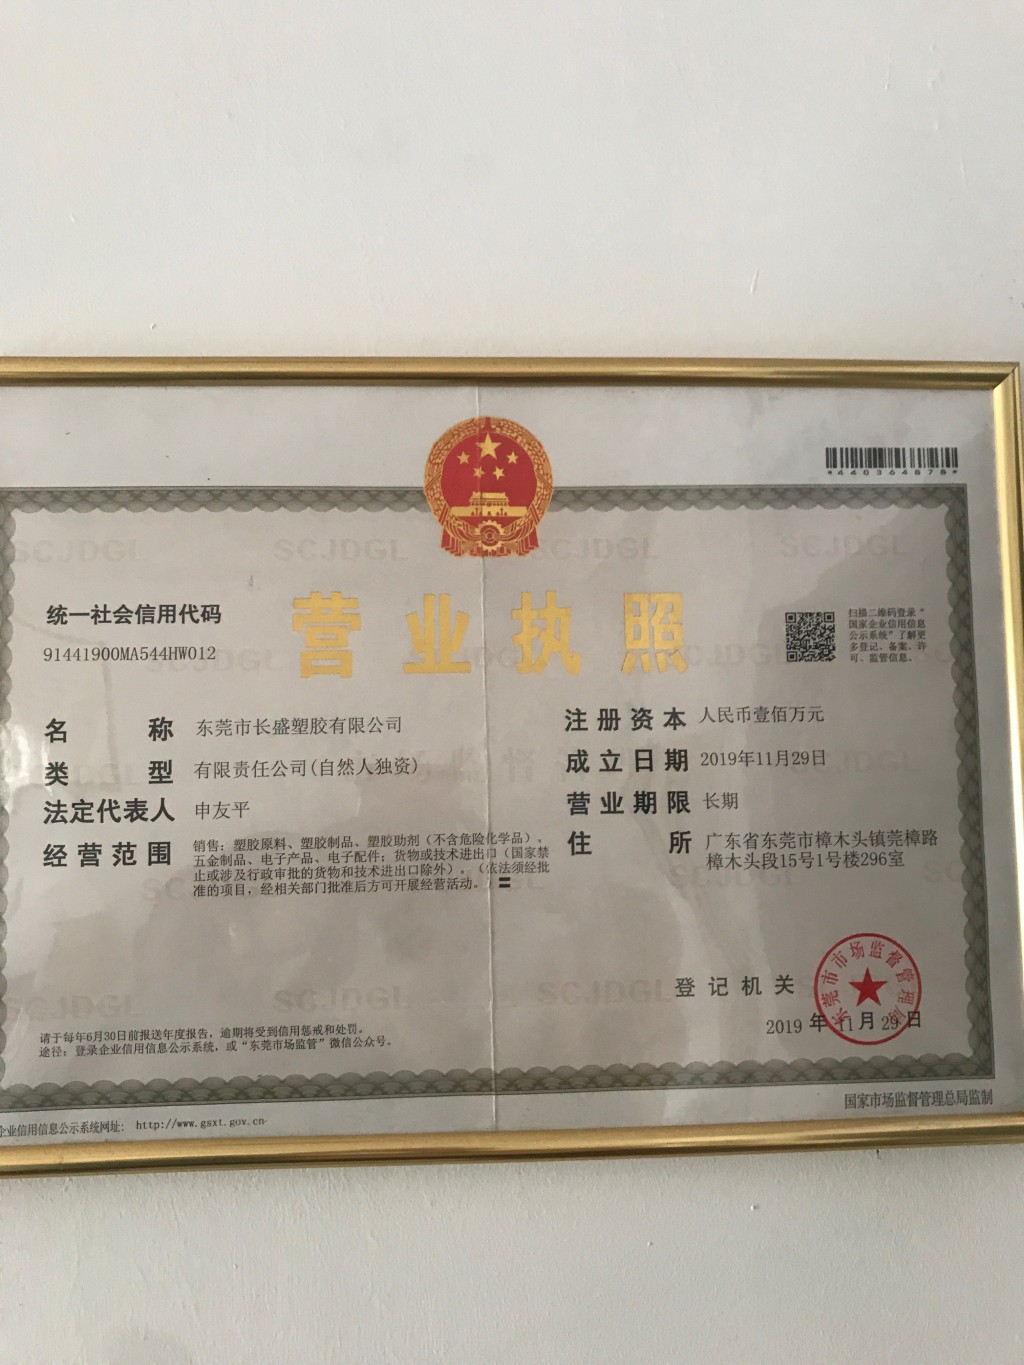 *440364878*
统一社会信用代码
91441900MA544HW012
营业执照
扫描二维码登录“
国家企业信用信息
公示系统”了解更
多登记、备案、许
可、监管信息。
名称 东莞市长盛塑胶有限公司
类型 有限责任公司(自然人独资)
法定代表人 申友平
经营范围 销售：塑胶原料、塑胶制品、塑胶助剂（不含危险化学品）、
五金制品、电子产品、电子配件；货物或技术进出口（国家禁
止或涉及行政审批的货物和技术进出口除外）。（依法须经批
准的项目，经相关部门批准后方可开展经营活动。）〓
注册资本 人民币壹佰万元
成立日期 2019年11月29日
营业期限 长期
住所 广东省东莞市樟木头镇莞樟路
樟木头段15号1号楼296室
登记机关
东莞市市场监督管理局
2019 年 11 月 29 日
请于每年6月30日前报送年度报告，逾期将受到信用惩戒和处罚。
途径：登录企业信用信息公示系统，或“东莞市场监管”微信公众号。
企业信用信息公示系统网址： http://www.gsxt.gov.cn
国家市场监督管理总局监制
SCJDGL